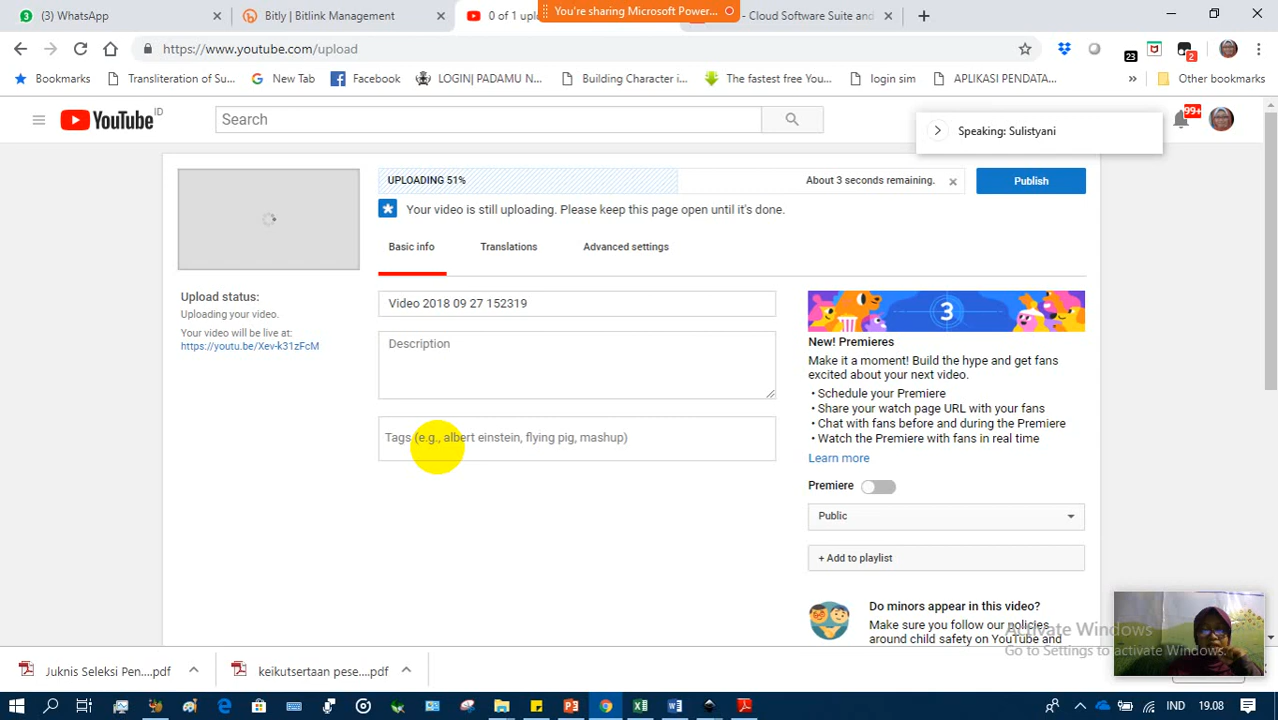 (3) WhatsApp
Bitly | Bitlink Management
0 of 1 uplo
You're sharing Microsoft Power...
- Cloud Software Suite and
https://www.youtube.com/upload
23
2
Bookmarks
Transliteration of Su...
New Tab
Facebook
LOGIN| PADAMU N...
Building Character i...
The fastest free You...
login sim
APLIKASI PENDATA...
»
Other bookmarks
YouTube ID
Search
99+
Speaking: Sulistyani
UPLOADING 51%
About 3 seconds remaining.
Publish
Your video is still uploading. Please keep this page open until it's done.
Basic info
Translations
Advanced settings
Upload status:
Uploading your video.
Your video will be live at:
https://youtu.be/Xev-k31zFcM
Video 2018 09 27 152319
Description
Tags (e.g., albert einstein, flying pig, mashup)
3
New! Premieres
Make it a moment! Build the hype and get fans
excited about your next video.
• Schedule your Premiere
• Share your watch page URL with your fans
• Chat with fans before and during the Premiere
• Watch the Premiere with fans in real time
Learn more
Premiere
Public
+ Add to playlist
Do minors appear in this video?
Make sure you follow our policies
around child safety on YouTube and
Activate Windows
Go to Settings to activate Windows.
Juknis Seleksi Pen....pdf
keikutsertaan pese....pdf
IND
19.08